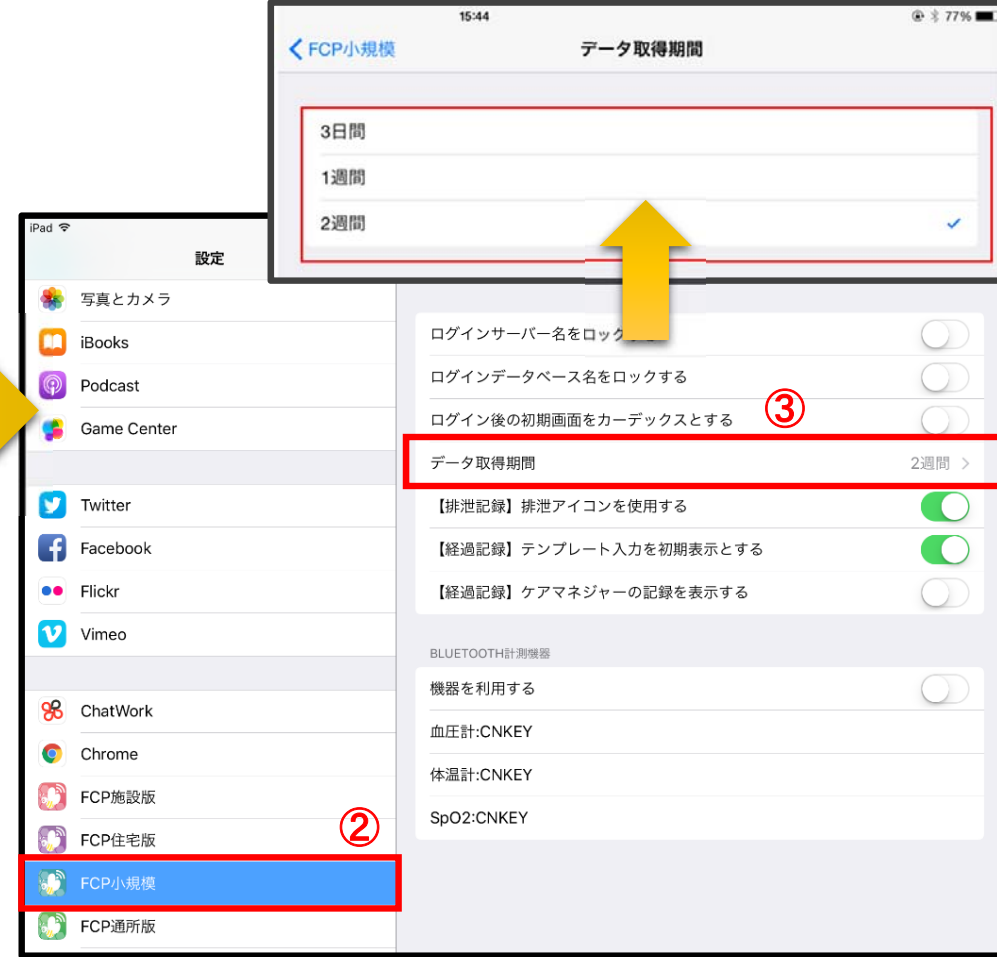 15:44
77%
FCP小規模
データ取得期間
3日間
1週間
2週間
iPad
設定
写真とカメラ
iBooks
Podcast
Game Center
Twitter
Facebook
Flickr
Vimeo
ChatWork
Chrome
FCP施設版
FCP住宅版
②
FCP小規模
FCP通所版
ログインサーバー名をロック
ログインデータベース名をロックする
ログイン後の初期画面をカーデックスとする
③
データ取得期間 2週間
【排泄記録】排泄アイコンを使用する
【経過記録】テンプレート入力を初期表示とする
【経過記録】ケアマネジャーの記録を表示する
BLUETOOTH計測機器
機器を利用する
血圧計:CNKEY
体温計:CNKEY
SpO2:CNKEY